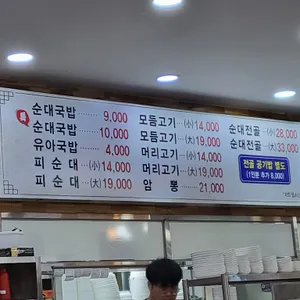 순대국밥 ······ 9,000
특 순대국밥 ······ 10,000
유아국밥 ······ 4,000
피 순 대 ···(小)14,000
피 순 대 ···(大)19,000
모듬고기 ···(小)14,000
모듬고기 ···(大)19,000
머리고기 ···(小)14,000
머리고기 ···(大)19,000
암 뽕 ······ 21,000
순대전골 ···(小)28,000
순대전골 ···(大)33,000
전골 공기밥 별도
(1인분 추가 8,000)